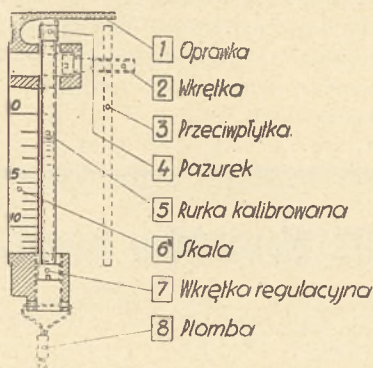 1 Oprawka
2 Wkrętka
3 Przeciwpłytka.
4 Pazurek
5 Rurka kalibrowana
6 Skala
7 Wkrętka regulacyjna
8 Plomba
0
5
10